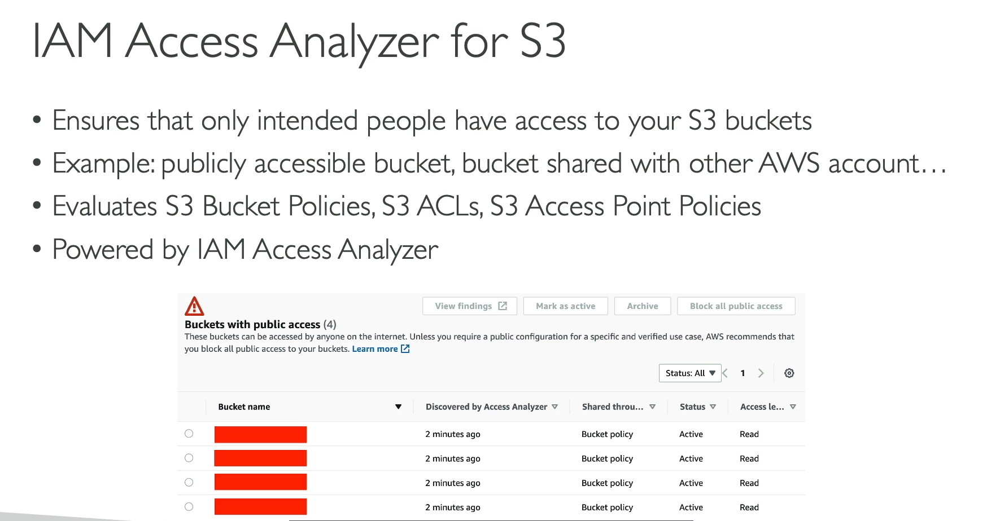 IAM Access Analyzer for S3
• Ensures that only intended people have access to your S3 buckets
• Example: publicly accessible bucket, bucket shared with other AWS account…
• Evaluates S3 Bucket Policies, S3 ACLs, S3 Access Point Policies
• Powered by IAM Access Analyzer
View findings Mark as active Archive Block all public access
Buckets with public access (4)
These buckets can be accessed by anyone on the internet. Unless you require a public configuration for a specific and verified use case, AWS recommends that
you block all public access to your buckets. Learn more
Status: All 1
Bucket name Discovered by Access Analyzer Shared throu... Status Access le...
2 minutes ago Bucket policy Active Read
2 minutes ago Bucket policy Active Read
2 minutes ago Bucket policy Active Read
2 minutes ago Bucket policy Active Read